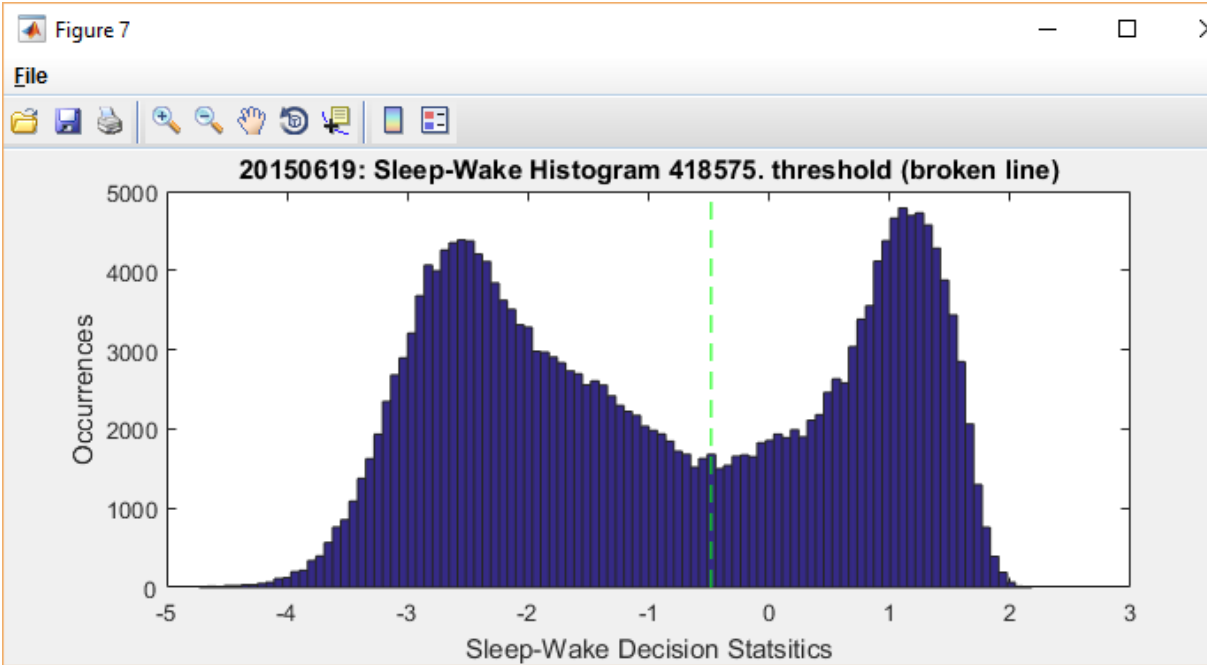 Figure 7
File
20150619: Sleep-Wake Histogram 418575. threshold (broken line)
5000
4000
3000
2000
1000
0
Occurrences
-5 -4 -3 -2 -1 0 1 2 3
Sleep-Wake Decision Statsitics